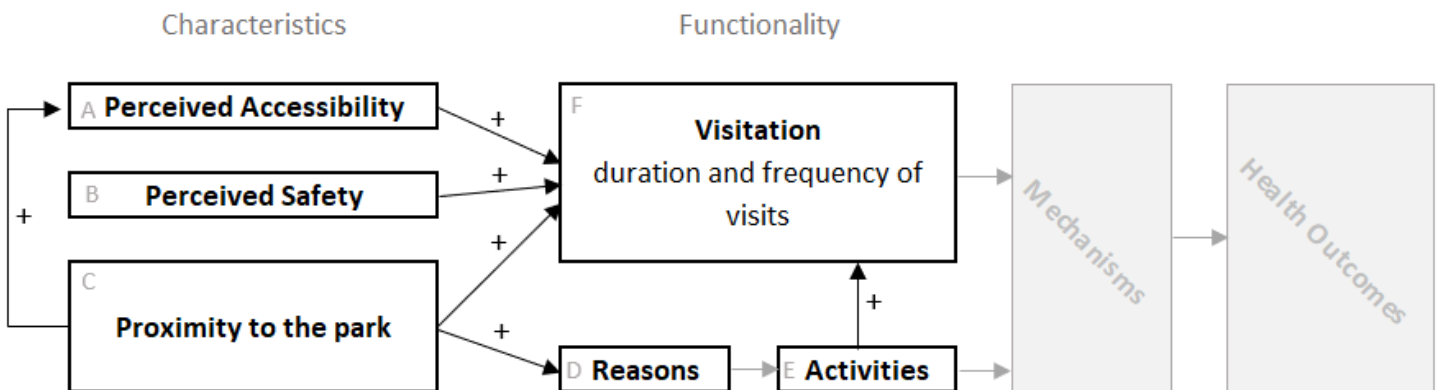 Characteristics
Functionality
A Perceived Accessibility
+
B Perceived Safety
+
+
C
Proximity to the park
+
+
F
Visitation
duration and frequency of
visits
+
D Reasons
E Activities
Mechanisms
Health Outcomes